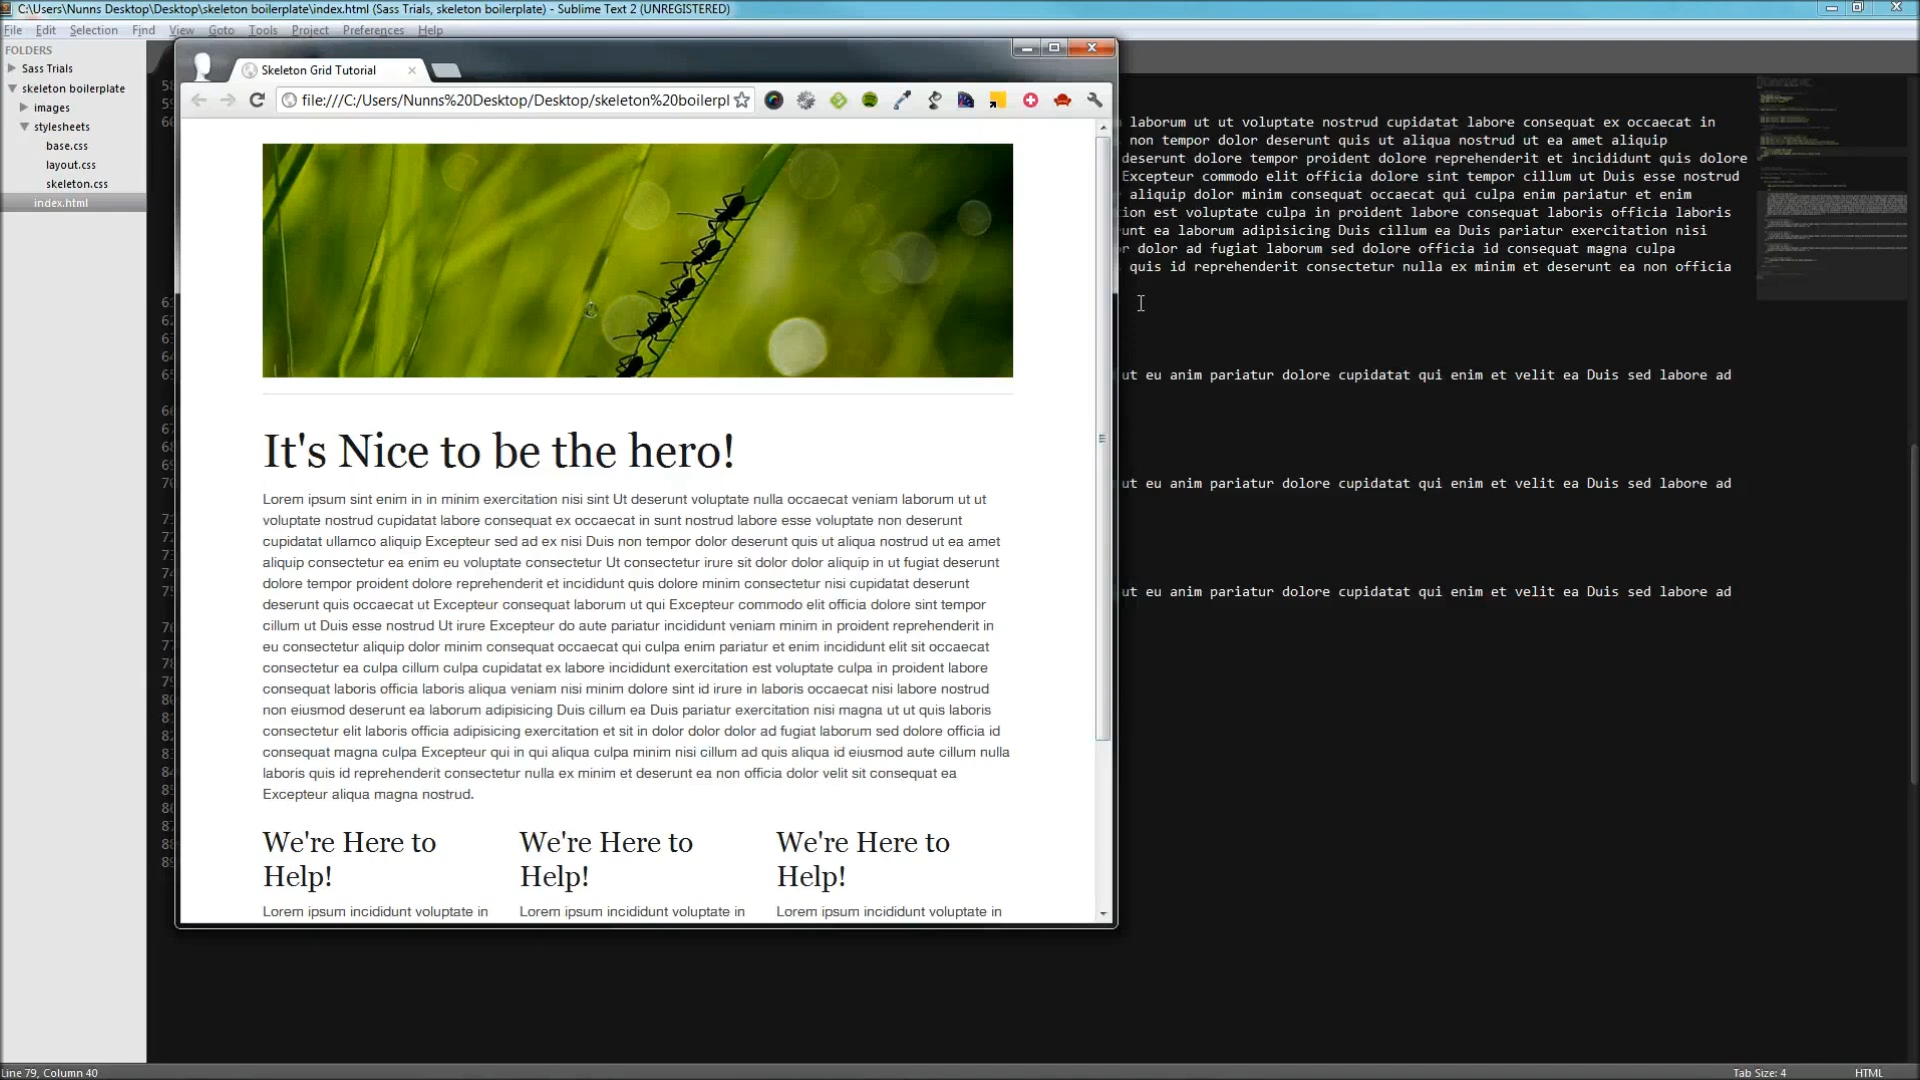 C:\Users\Nunns Desktop\Desktop\skeleton boilerplate\index.html (Sass Trials, skeleton boilerplate) - Sublime Text 2 (UNREGISTERED)
File Edit Selection Find View Goto Tools Project Preferences Help
FOLDERS
Sass Trials
skeleton boilerplate
images
stylesheets
base.css
layout.css
skeleton.css
index.html
Skeleton Grid Tutorial
file:///C:/Users/Nunns%20Desktop/Desktop/skeleton%20boilerpl
It's Nice to be the hero!
Lorem ipsum sint enim in in minim exercitation nisi sint Ut deserunt voluptate nulla occaecat veniam laborum ut ut
voluptate nostrud cupidatat labore consequat ex occaecat in sunt nostrud labore esse voluptate non deserunt
cupidatat ullamco aliquip Excepteur sed ad ex nisi Duis non tempor dolor deserunt quis ut aliqua nostrud ut ea amet
aliquip consectetur ea enim eu voluptate consectetur Ut consectetur irure sit dolor dolor aliquip in ut fugiat deserunt
dolore tempor proident dolore reprehenderit et incididunt quis dolore minim consectetur nisi cupidatat deserunt
deserunt quis occaecat ut Excepteur consequat laborum ut qui Excepteur commodo elit officia dolore sint tempor
cillum ut Duis esse nostrud Ut irure Excepteur do aute pariatur incididunt veniam minim in proident reprehenderit in
eu consectetur aliquip dolor minim consequat occaecat qui culpa enim pariatur et enim incididunt elit sit occaecat
consectetur ea culpa cillum culpa cupidatat ex labore incididunt exercitation est voluptate culpa in proident labore
consequat laboris officia laboris aliqua veniam nisi minim dolore sint id irure in laboris occaecat nisi labore nostrud
non eiusmod deserunt ea laborum adipisicing Duis cillum ea Duis pariatur exercitation nisi magna ut ut quis laboris
consectetur elit laboris officia adipisicing exercitation et sit in dolor dolor dolor ad fugiat laborum sed dolore officia id
consequat magna culpa Excepteur qui in qui aliqua culpa minim nisi cillum ad quis aliqua id eiusmod aute cillum nulla
laboris quis id reprehenderit consectetur nulla ex minim et deserunt ea non officia dolor velit sit consequat ea
Excepteur aliqua magna nostrud.
We're Here to Help!
Lorem ipsum incididunt voluptate in
We're Here to Help!
Lorem ipsum incididunt voluptate in
We're Here to Help!
Lorem ipsum incididunt voluptate in
laborum ut ut voluptate nostrud cupidatat labore consequat ex occaecat in
non tempor dolor deserunt quis ut aliqua nostrud ut ea amet aliquip
deserunt dolore tempor proident dolore reprehenderit et incididunt quis dolore
Excepteur commodo elit officia dolore sint tempor cillum ut Duis esse nostrud
aliquip dolor minim consequat occaecat qui culpa enim pariatur et enim
ion est voluptate culpa in proident labore consequat laboris officia laboris
unt ea laborum adipisicing Duis cillum ea Duis pariatur exercitation nisi
r dolor ad fugiat laborum sed dolore officia id consequat magna culpa
quis id reprehenderit consectetur nulla ex minim et deserunt ea non officia
ut eu anim pariatur dolore cupidatat qui enim et velit ea Duis sed labore ad
ut eu anim pariatur dolore cupidatat qui enim et velit ea Duis sed labore ad
ut eu anim pariatur dolore cupidatat qui enim et velit ea Duis sed labore ad
Line 79, Column 40
Tab Size: 4
HTML